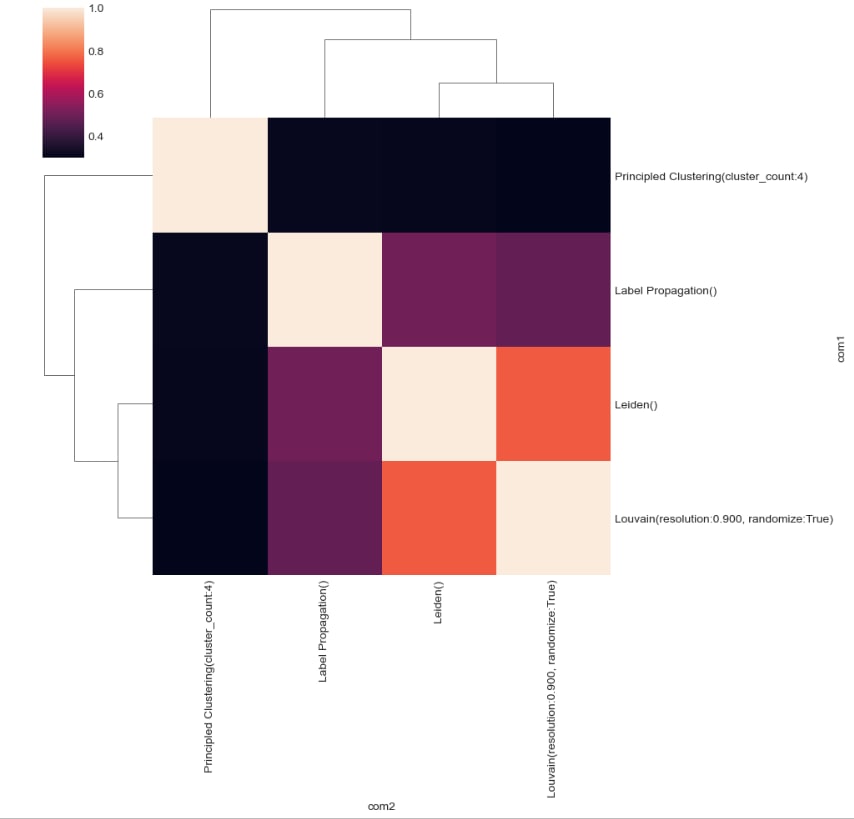 1.0
0.8
0.6
0.4
Principled Clustering(cluster_count:4)
Label Propagation()
Leiden()
Louvain(resolution:0.900, randomize:True)
com1
Principled Clustering(cluster_count:4)
Label Propagation()
Leiden()
Louvain(resolution:0.900, randomize:True)
com2